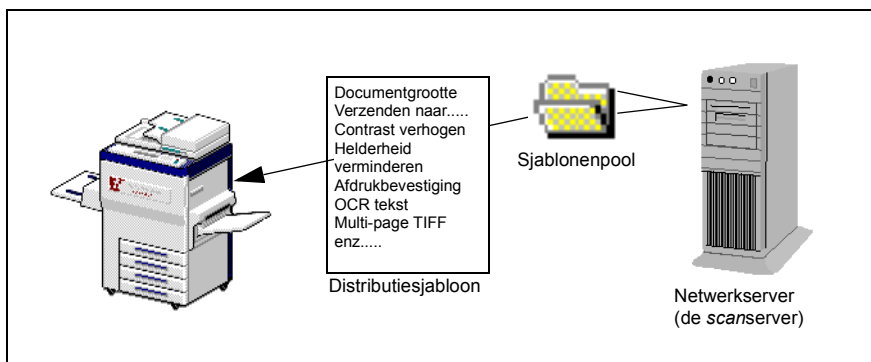 Documentgrootte
Verzenden naar.....
Contrast verhogen
Helderheid
verminderen
Afdrukbevestiging
OCR tekst
Multi-page TIFF
enz.....
Distributiesjabloon
Sjablonenpool
Netwerkserver
(de scanserver)